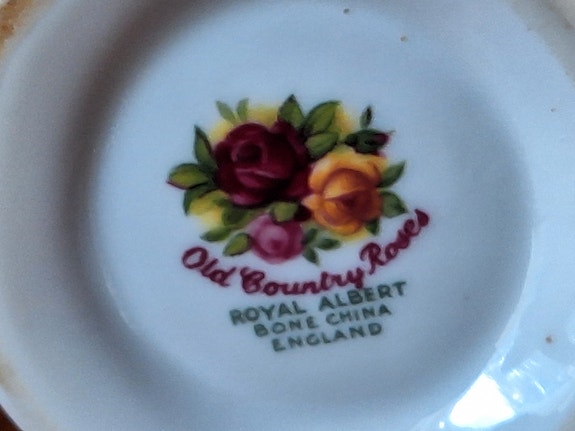 Old Country Roses
ROYAL ALBERT
BONE CHINA
ENGLAND